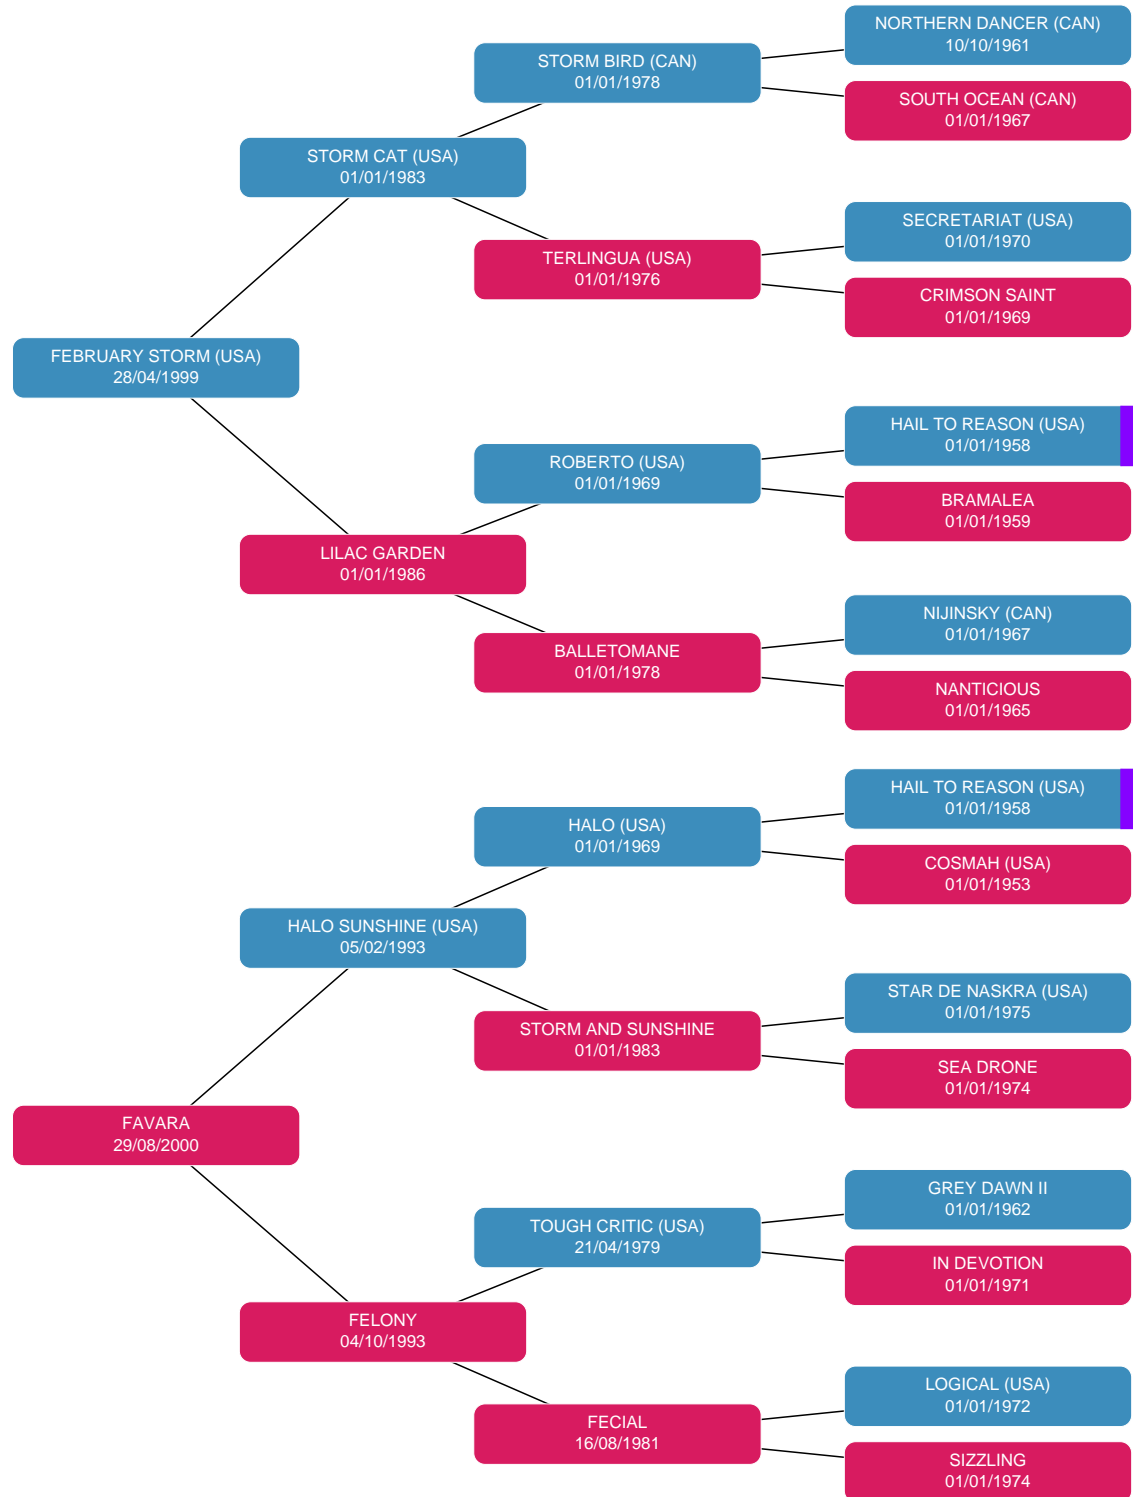 NORTHERN DANCER (CAN)
10/10/1961
STORM BIRD (CAN)
01/01/1978
SOUTH OCEAN (CAN)
01/01/1967
STORM CAT (USA)
01/01/1983
SECRETARIAT (USA)
01/01/1970
TERLINGUA (USA)
01/01/1976
CRIMSON SAINT
01/01/1969
FEBRUARY STORM (USA)
28/04/1999
HAIL TO REASON (USA)
01/01/1958
ROBERTO (USA)
01/01/1969
BRAMALEA
01/01/1959
LILAC GARDEN
01/01/1986
NIJINSKY (CAN)
01/01/1967
BALLETOMANE
01/01/1978
NANTICIOUS
01/01/1965
HAIL TO REASON (USA)
01/01/1958
HALO (USA)
01/01/1969
COSMAH (USA)
01/01/1953
HALO SUNSHINE (USA)
05/02/1993
STAR DE NASKRA (USA)
01/01/1975
STORM AND SUNSHINE
01/01/1983
SEA DRONE
01/01/1974
FAVARA
29/08/2000
GREY DAWN II
01/01/1962
TOUGH CRITIC (USA)
21/04/1979
IN DEVOTION
01/01/1971
FELONY
04/10/1993
LOGICAL (USA)
01/01/1972
FECIAL
16/08/1981
SIZZLING
01/01/1974